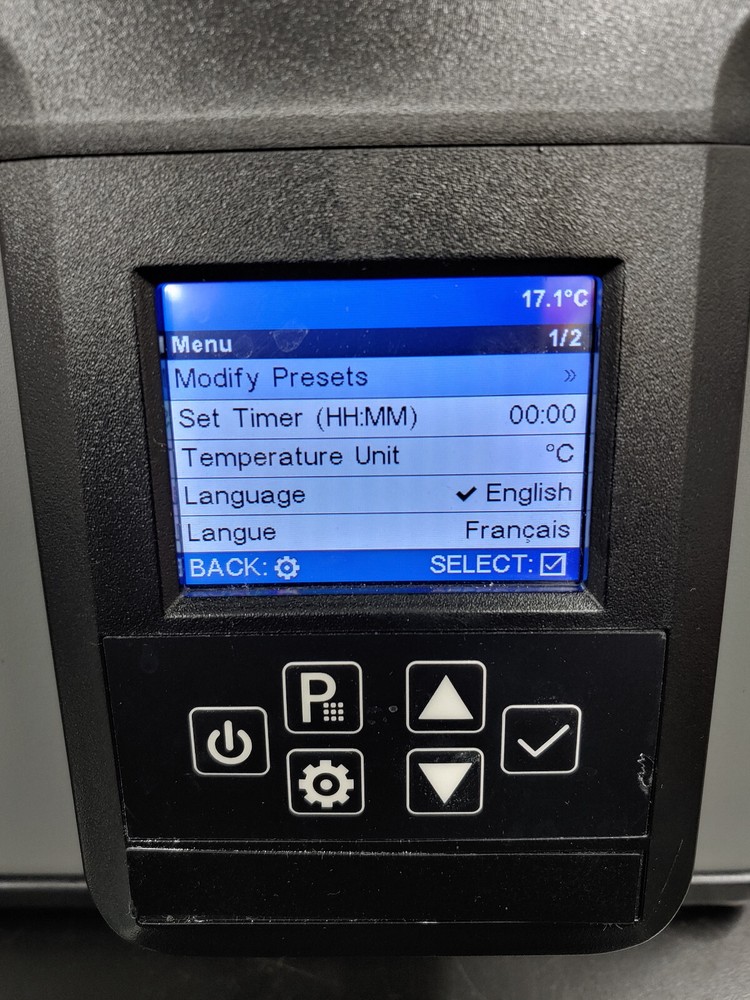 17.1°C
Menu 1/2
Modify Presets »
Set Timer (HH:MM) 00:00
Temperature Unit °C
Language ✔ English
Langue Français
BACK: SELECT:
P